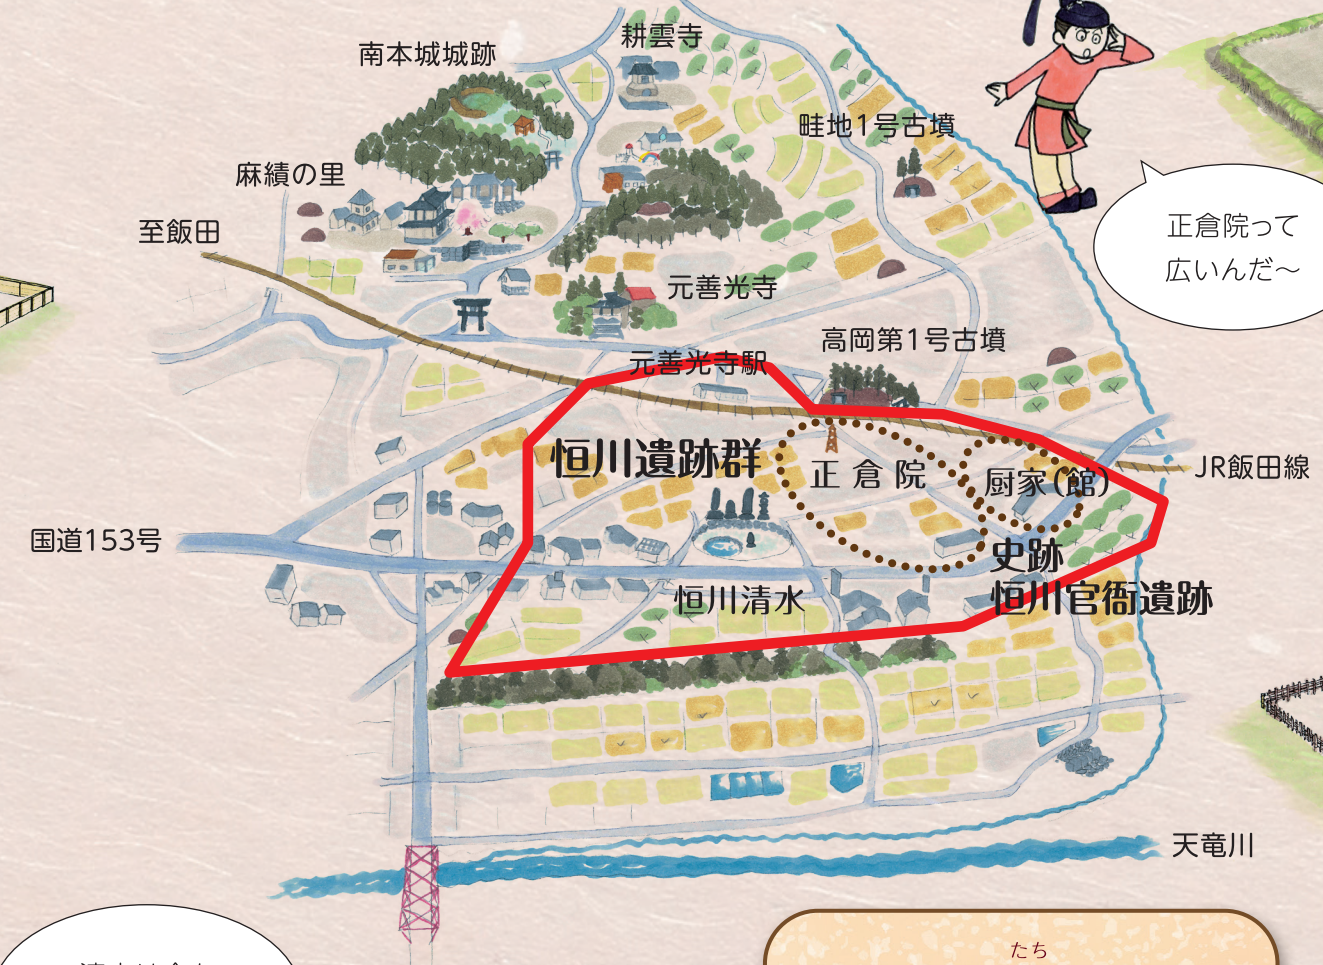 耕雲寺
南本城城跡
畦地1号古墳
麻績の里
至飯田
正倉院って
広いんだ〜
元善光寺
高岡第1号古墳
元善光寺駅
恒川遺跡群
正倉院
厨家(館)
JR飯田線
国道153号
史跡
恒川官衙遺跡
恒川清水
天竜川
たち